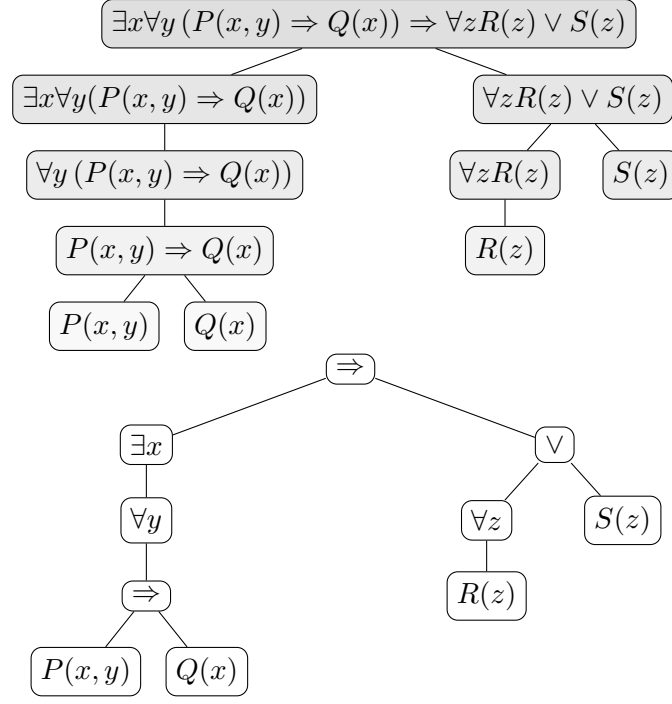 ∃x∀y (P(x, y) ⇒ Q(x)) ⇒ ∀zR(z) ∨ S(z)
∃x∀y(P(x, y) ⇒ Q(x)) ∀zR(z) ∨ S(z)
∀y (P(x, y) ⇒ Q(x)) ∀zR(z) S(z)
P(x, y) ⇒ Q(x) R(z)
P(x, y) Q(x)
⇒
∃x ∨
∀y ∀z S(z)
⇒ R(z)
P(x, y) Q(x)